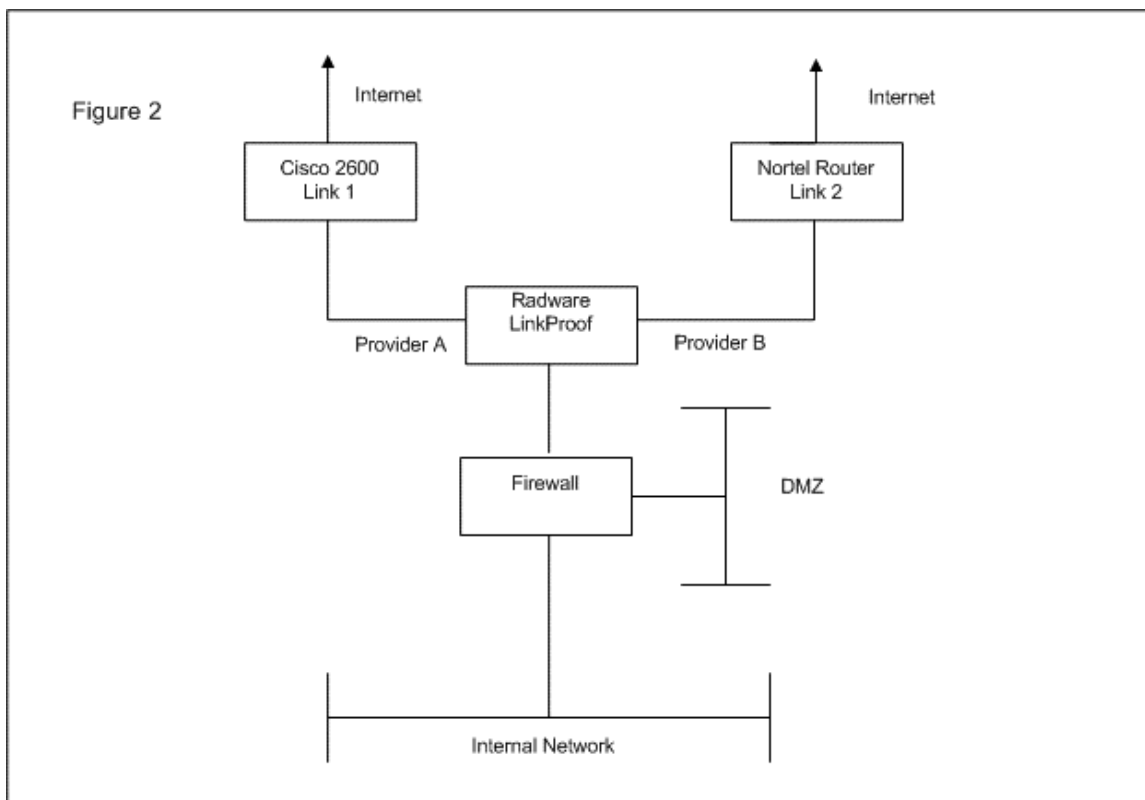 Figure 2
Internet
Internet
Cisco 2600
Link 1
Nortel Router
Link 2
Radware
LinkProof
Provider A
Provider B
Firewall
DMZ
Internal Network